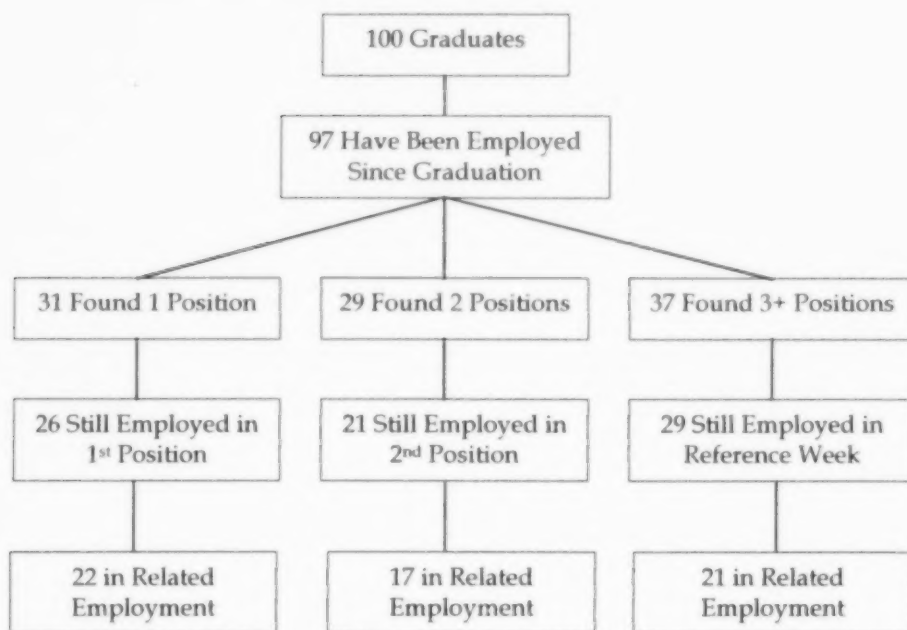 100 Graduates
97 Have Been Employed
Since Graduation
31 Found 1 Position
29 Found 2 Positions
37 Found 3+ Positions
26 Still Employed in
1st Position
21 Still Employed in
2nd Position
29 Still Employed in
Reference Week
22 in Related
Employment
17 in Related
Employment
21 in Related
Employment